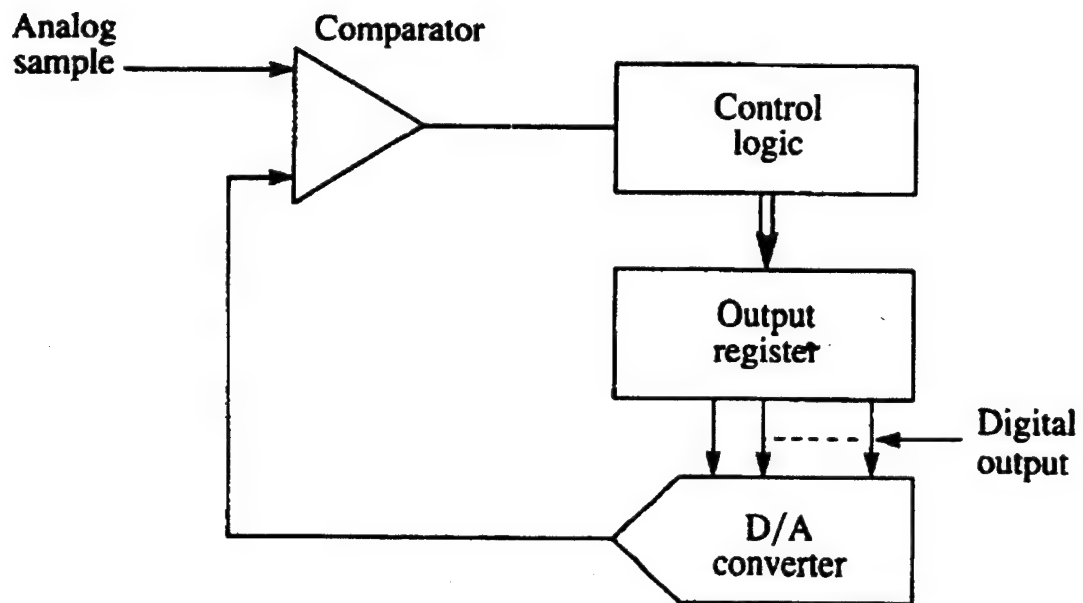 Analog
sample
Comparator
Control
logic
Output
register
Digital
output
D/A
converter